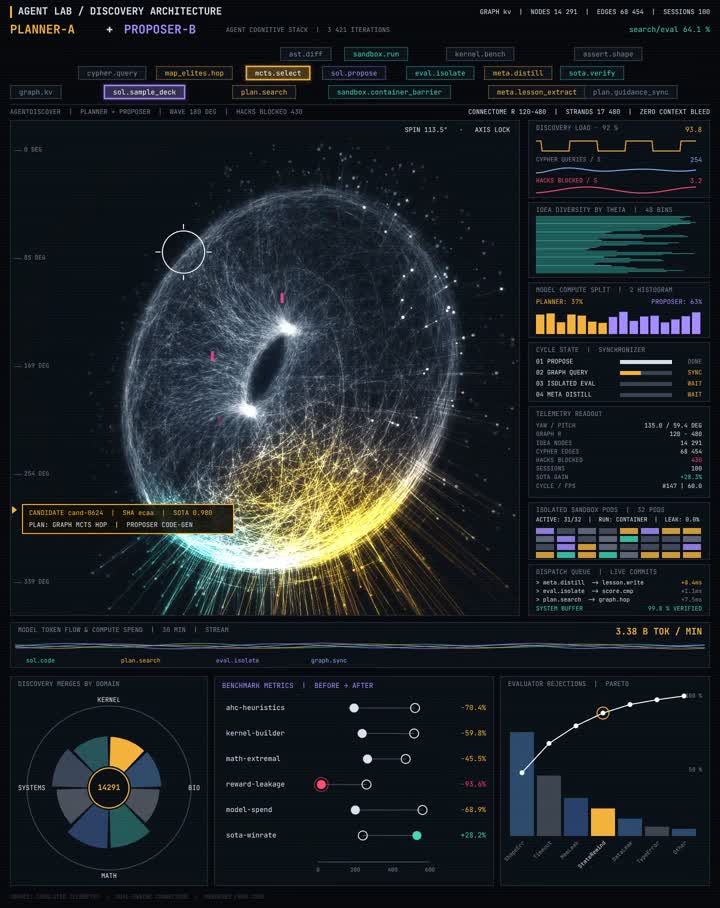 AGENT LAB / DISCOVERY ARCHITECTURE
GRAPH kv | NODES 14 291 | EDGES 68 454 | SESSIONS 100
PLANNER-A + PROPOSER-B
AGENT COGNITIVE STACK | 3 421 ITERATIONS
search/eval 64.1 %
ast.diff
sandbox.run
kernel.bench
assert.shape
cypher.query
map_elites.hop
mcts.select
sol.propose
eval.isolate
meta.distill
sota.verify
graph.kv
sol.sample_deck
plan.search
sandbox.container_barrier
meta.lesson_extract
plan.guidance_sync
AGENTDISCOVER | PLANNER + PROPOSER | WAVE 180 DEG | HACKS BLOCKED 430
CONNECTOME R 120-480 | STRANDS 17 480 | ZERO CONTEXT BLEED
SPIN 113.5° · AXIS LOCK
0 DEG
85 DEG
169 DEG
254 DEG
339 DEG
CANDIDATE cand-0624 | SHA ecaa | SOTA 0.980
PLAN: GRAPH MCTS HOP | PROPOSER CODE-GEN
DISCOVERY LOAD - 92 %
93.8
CYPHER QUERIES / S
254
HACKS BLOCKED / S
3.2
IDEA DIVERSITY BY THETA | 48 BINS
MODEL COMPUTE SPLIT | 2 HISTOGRAM
PLANNER: 37%
PROPOSER: 63%
CYCLE STATE | SYNCHRONIZER
01 PROPOSE DONE
02 GRAPH QUERY SYNC
03 ISOLATED EVAL WAIT
04 META DISTILL WAIT
TELEMETRY READOUT
YAW / PITCH 135.0 / 59.4 DEG
GRAPH R 120 - 480
IDEA NODES 14 291
CYPHER EDGES 68 454
HACKS BLOCKED 430
SESSIONS 100
SOTA GAIN +28.3%
CYCLE / FPS #147 | 60.0
ISOLATED SANDBOX PODS | 32 PODS
ACTIVE: 31/32 | RUN: CONTAINER | LEAK: 0.0%
DISPATCH QUEUE | LIVE COMMITS
> meta.distill → lesson.write +8.4ms
> eval.isolate → score.cmp +1.1ms
> plan.search → graph.hop +7.5ms
SYSTEM BUFFER 99.8 % VERIFIED
MODEL TOKEN FLOW & COMPUTE SPEND | 30 MIN | STREAM
3.38 B TOK / MIN
sol.code
plan.search
eval.isolate
graph.sync
DISCOVERY MERGES BY DOMAIN
KERNEL
SYSTEMS
14291
BIO
MATH
BENCHMARK METRICS | BEFORE → AFTER
ahc-heuristics -70.4%
kernel-builder -59.8%
math-extremal -45.5%
reward-leakage -93.6%
model-spend -68.9%
sota-winrate +28.2%
0 200 400 600
EVALUATOR REJECTIONS | PARETO
100 %
50 %
ShapeErr
Timeout
MemLeak
StateRewind
DataLeak
TypeError
Other